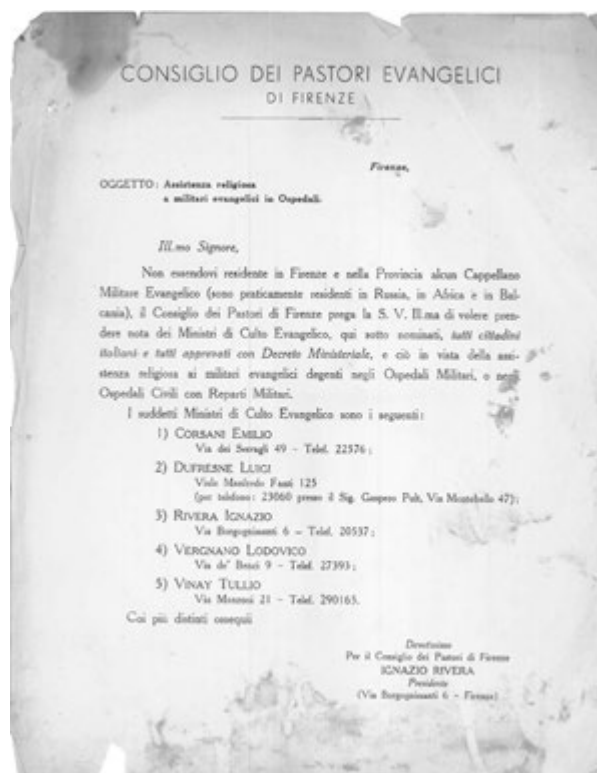 CONSIGLIO DEI PASTORI EVANGELICI
DI FIRENZE
Firenze,
OGGETTO: Assistenza religiosa
a militari evangelici in Ospedali.
Ill.mo Signore,
Non essendovi residente in Firenze e nella Provincia alcun Cappellano
Militare Evangelico (sono praticamente residenti in Russia, in Africa e in Bal-
cania), il Consiglio dei Pastori di Firenze prega la S. V. Ill.ma di volere pren-
dere nota dei Ministri di Culto Evangelico, qui sotto nominati, tutti cittadini
italiani e tutti approvati con Decreto Ministeriale, e ciò in vista della assi-
stenza religiosa ai militari evangelici degenti negli Ospedali Militari, o negli
Ospedali Civili con Reparti Militari.
I suddetti Ministri di Culto Evangelico sono i seguenti:
1) CORSANI EMILIO
Via dei Serragli 49 - Telef. 22576;
2) DUFRESNE LUIGI
Viale Manfredo Fanti 125
(per telefono: 23060 presso il Sig. Gaspero Pult, Via Montebello 47);
3) RIVERA IGNAZIO
Via Borgognissanti 6 - Telef. 20537;
4) VERGNANO LODOVICO
Via de' Benci 9 - Telef. 27393;
5) VINAY TULLIO
Via Manzoni 21 - Telef. 290165.
Coi più distinti ossequii
Devotissimo
Per il Consiglio dei Pastori di Firenze
IGNAZIO RIVERA
Presidente
(Via Borgognissanti 6 - Firenze)